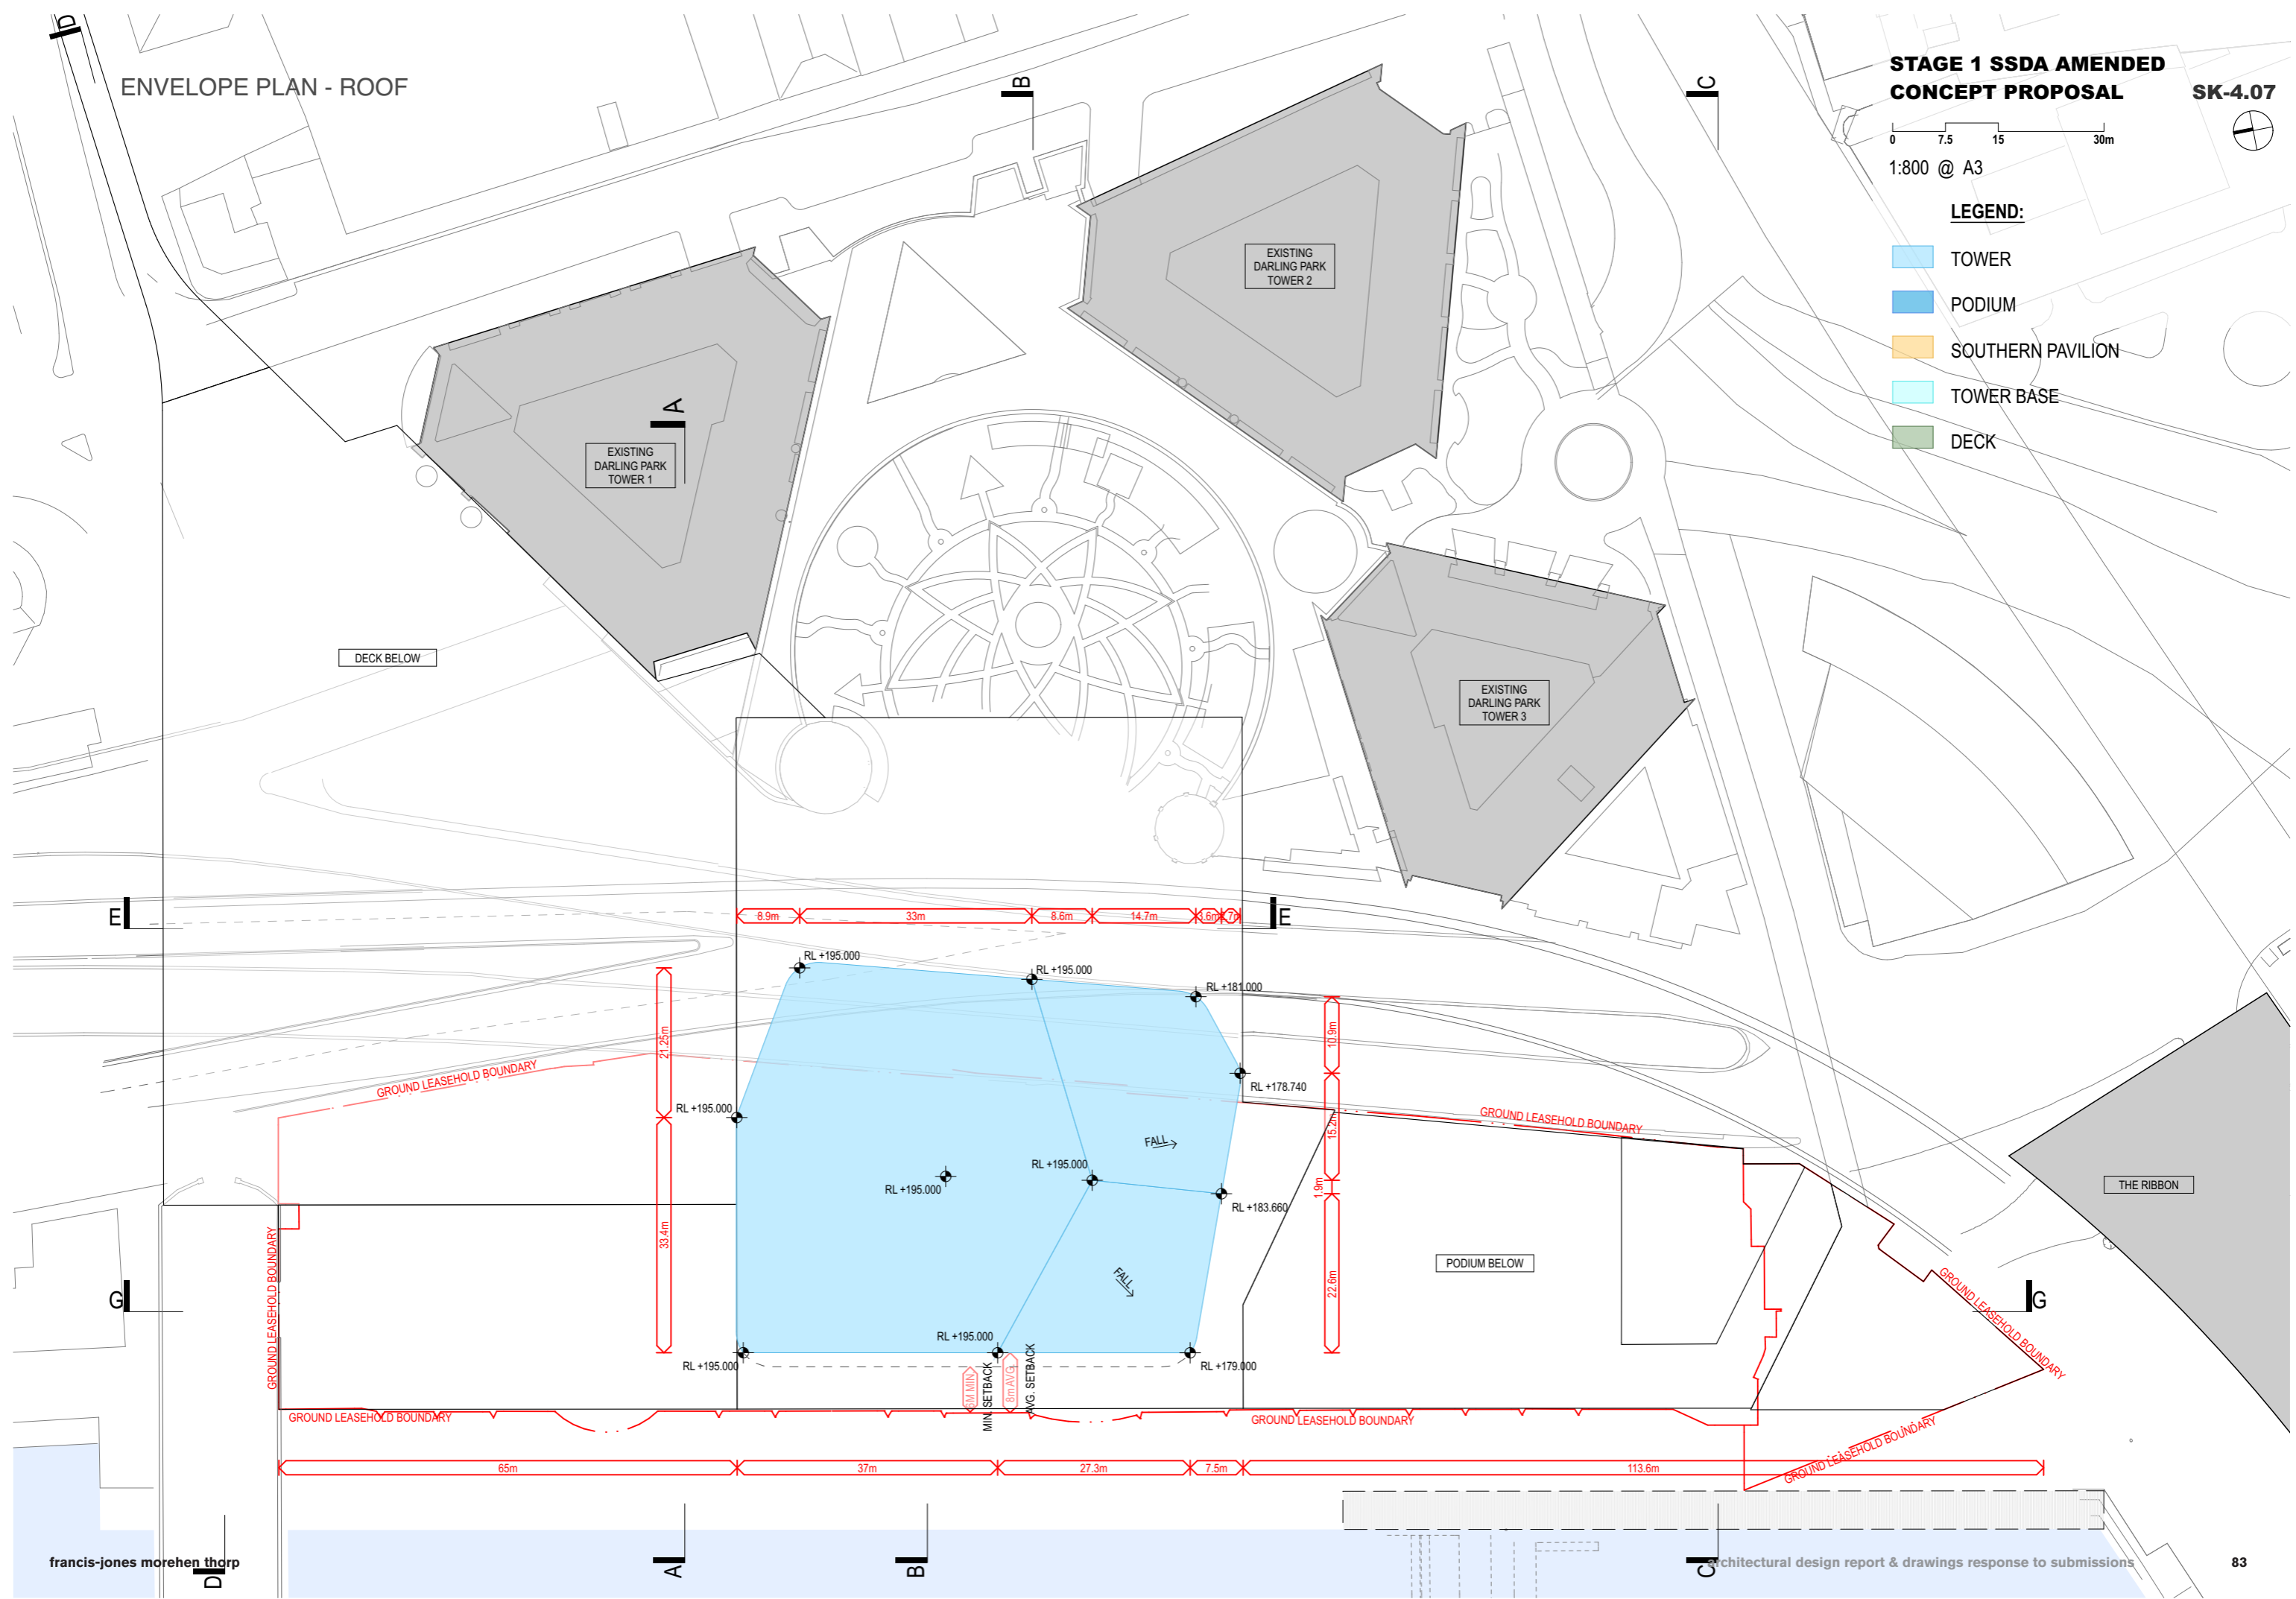 D
ENVELOPE PLAN - ROOF
B
C
STAGE 1 SSDA AMENDED
CONCEPT PROPOSAL
SK-4.07
0 7.5 15 30m
1:800 @ A3
LEGEND:
TOWER
PODIUM
SOUTHERN PAVILION
TOWER BASE
DECK
EXISTING
DARLING PARK
TOWER 2
A
EXISTING
DARLING PARK
TOWER 1
DECK BELOW
EXISTING
DARLING PARK
TOWER 3
E
8.9m
33m
8.6m
14.7m
E
RL +195.000
RL +195.000
RL +181.000
21.25m
10.9m
GROUND LEASEHOLD BOUNDARY
RL +178.740
RL +195.000
GROUND LEASEHOLD BOUNDARY
15.2m
FALL
RL +195.000
RL +195.000
1.9m
THE RIBBON
RL +183.660
33.4m
22.6m
PODIUM BELOW
GROUND LEASEHOLD BOUNDARY
FALL
G
G
GROUND LEASEHOLD BOUNDARY
RL +195.000
RL +195.000
RL +179.000
6M MIN
MIN. SETBACK
8m AVG
AVG. SETBACK
GROUND LEASEHOLD BOUNDARY
GROUND LEASEHOLD BOUNDARY
GROUND LEASEHOLD BOUNDARY
65m
37m
27.3m
7.5m
113.6m
francis-jones morehen thorp
D
A
B
C
architectural design report & drawings response to submissions
83